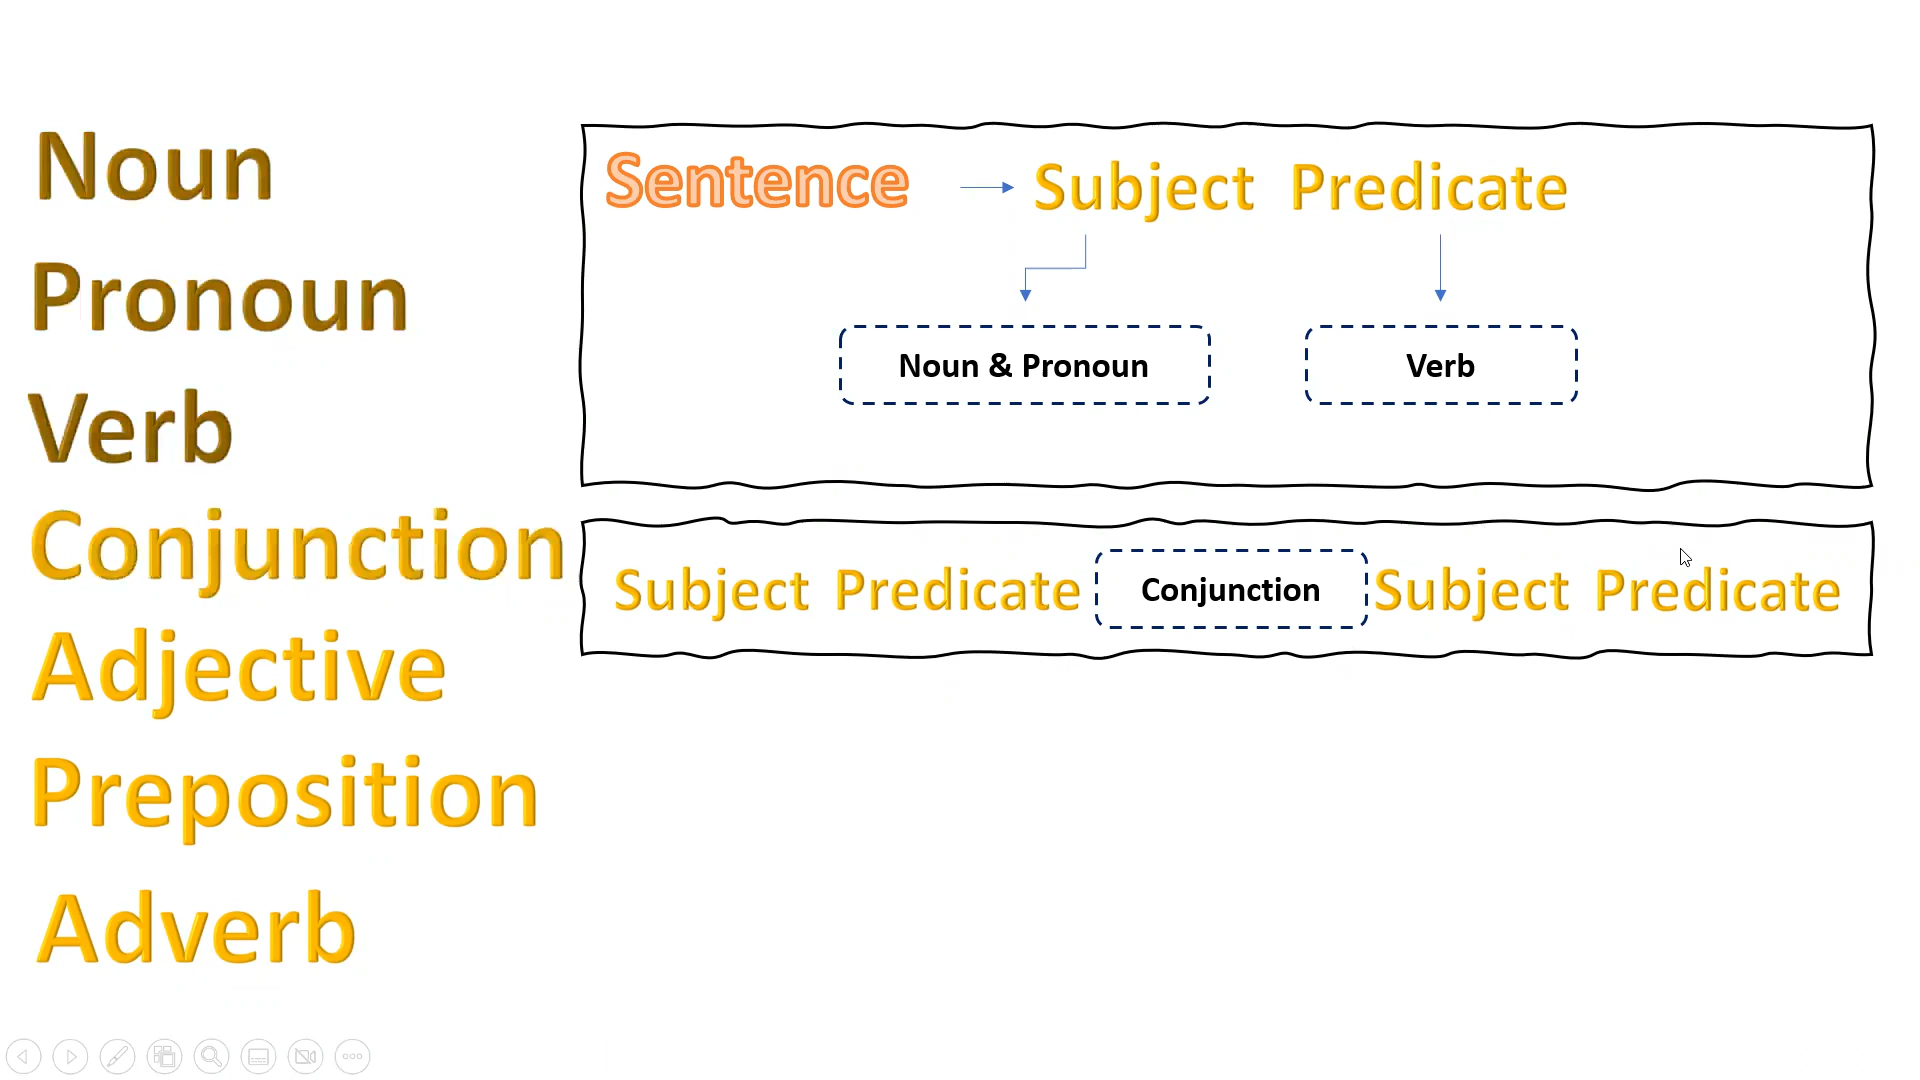 Noun
Pronoun
Verb
Conjunction
Adjective
Preposition
Adverb
Sentence Subject Predicate
Noun & Pronoun Verb
Subject Predicate Conjunction Subject Predicate